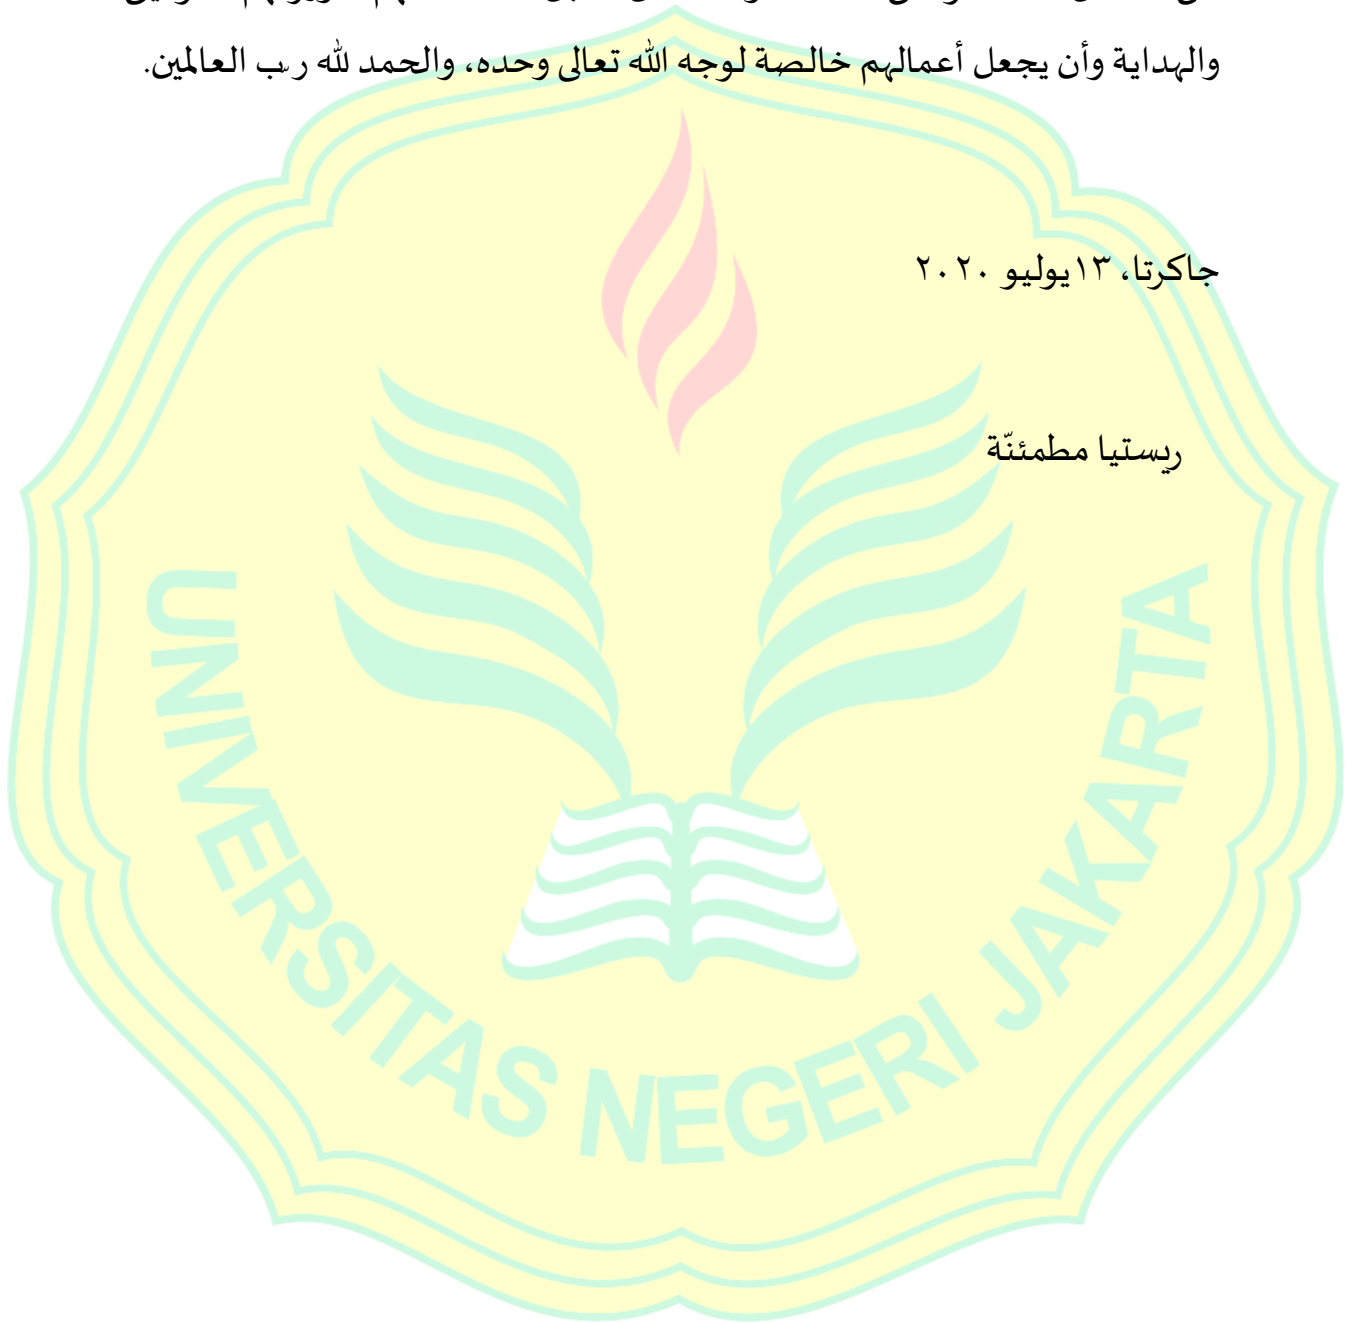 والهداية وأن يجعل أعمالهم خالصة لوجه الله تعالى وحده، والحمد لله رب العالمين.
جاكرتا، ١٣يوليو ٢٠٢٠
ريستيا مطمئنّة
UNIVERSITAS NEGERI JAKARTA